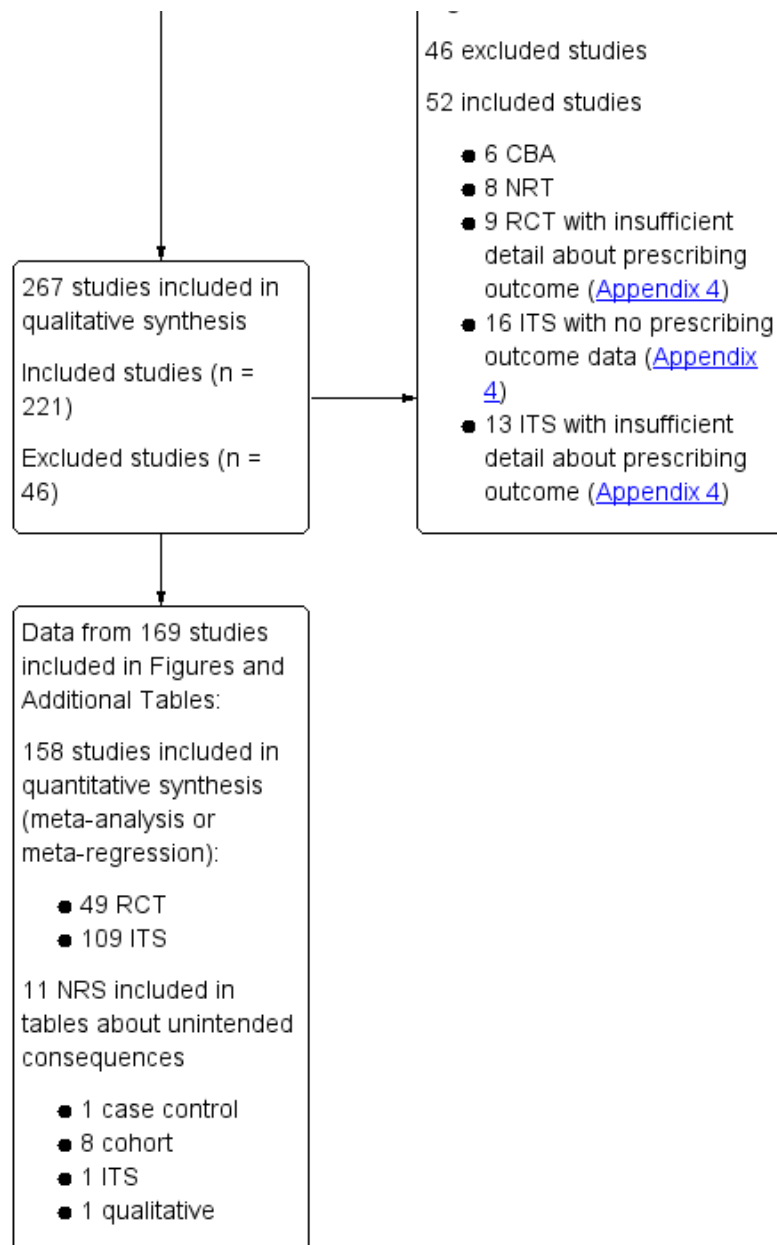 46 excluded studies
52 included studies
● 6 CBA
● 8 NRT
● 9 RCT with insufficient
detail about prescribing
outcome (Appendix 4)
● 16 ITS with no prescribing
outcome data (Appendix
4)
● 13 ITS with insufficient
detail about prescribing
outcome (Appendix 4)
267 studies included in
qualitative synthesis
Included studies (n =
221)
Excluded studies (n =
46)
Data from 169 studies
included in Figures and
Additional Tables:
158 studies included in
quantitative synthesis
(meta-analysis or
meta-regression):
● 49 RCT
● 109 ITS
11 NRS included in
tables about unintended
consequences
● 1 case control
● 8 cohort
● 1 ITS
● 1 qualitative